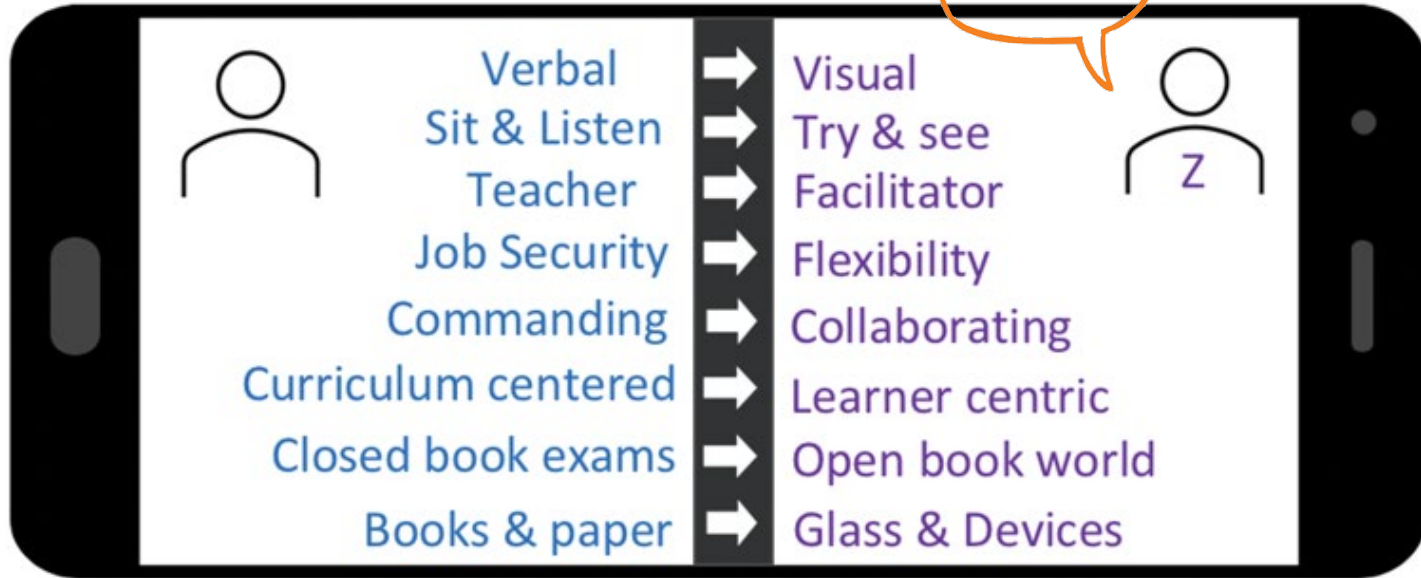 Verbal
Visual
Sit & Listen
Try & see
Teacher
Facilitator
Z
Job Security
Flexibility
Commanding
Collaborating
Curriculum centered
Learner centric
Closed book exams
Open book world
Books & paper
Glass & Devices